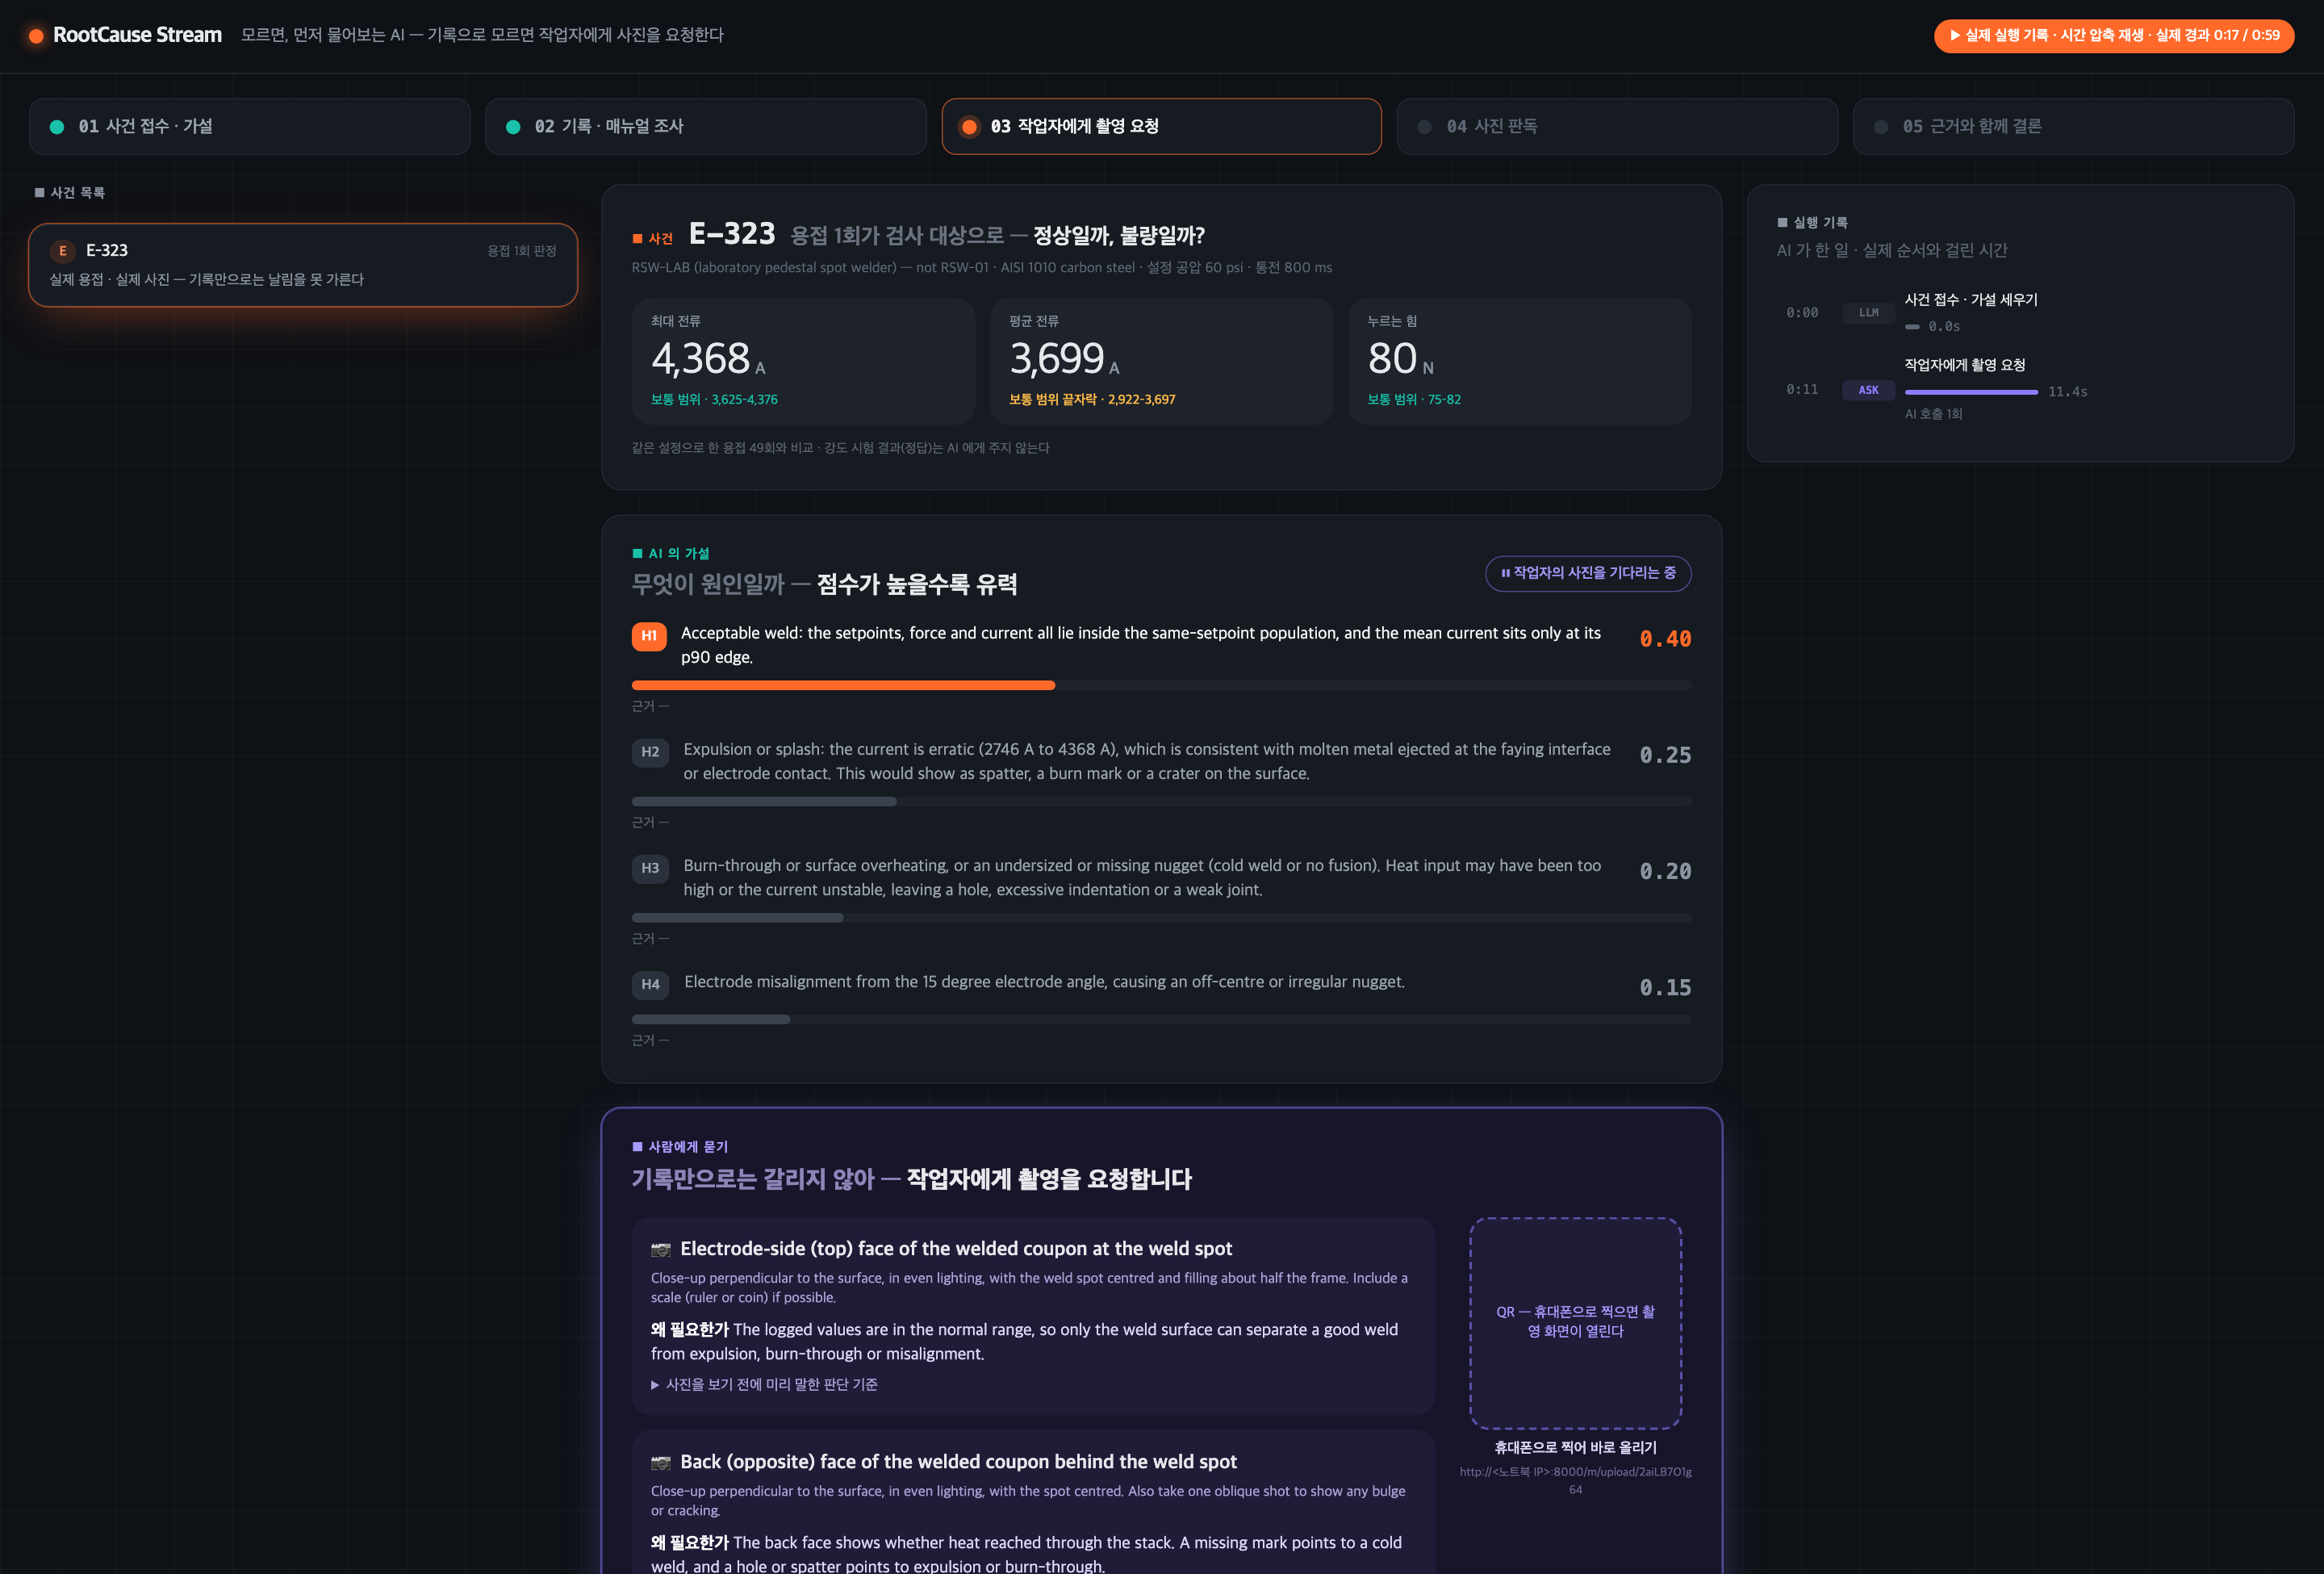 RootCause Stream 모르면, 먼저 물어보는 AI — 기록으로 모르면 작업자에게 사진을 요청한다
▶ 실제 실행 기록 · 시간 압축 재생 · 실제 경과 0:17 / 0:59
01 사건 접수 · 가설
02 기록 · 매뉴얼 조사
03 작업자에게 촬영 요청
04 사진 판독
05 근거와 함께 결론
■ 사건 목록
E E-323 용접 1회 판정
실제 용접 · 실제 사진 — 기록만으로는 날림을 못 가른다
■ 사건 E-323 용접 1회가 검사 대상으로 — 정상일까, 불량일까?
RSW-LAB (laboratory pedestal spot welder) — not RSW-01 · AISI 1010 carbon steel · 설정 공압 60 psi · 통전 800 ms
최대 전류
4,368 A
보통 범위 · 3,625-4,376
평균 전류
3,699 A
보통 범위 끝자락 · 2,922-3,697
누르는 힘
80 N
보통 범위 · 75-82
같은 설정으로 한 용접 49회와 비교 · 강도 시험 결과(정답)는 AI 에게 주지 않는다
■ AI 의 가설
무엇이 원인일까 — 점수가 높을수록 유력
⏸ 작업자의 사진을 기다리는 중
H1 Acceptable weld: the setpoints, force and current all lie inside the same-setpoint population, and the mean current sits only at its
p90 edge.
0.40
근거 —
H2 Expulsion or splash: the current is erratic (2746 A to 4368 A), which is consistent with molten metal ejected at the faying interface
or electrode contact. This would show as spatter, a burn mark or a crater on the surface.
0.25
근거 —
H3 Burn-through or surface overheating, or an undersized or missing nugget (cold weld or no fusion). Heat input may have been too
high or the current unstable, leaving a hole, excessive indentation or a weak joint.
0.20
근거 —
H4 Electrode misalignment from the 15 degree electrode angle, causing an off-centre or irregular nugget.
0.15
근거 —
■ 사람에게 묻기
기록만으로는 갈리지 않아 — 작업자에게 촬영을 요청합니다
Electrode-side (top) face of the welded coupon at the weld spot
Close-up perpendicular to the surface, in even lighting, with the weld spot centred and filling about half the frame. Include a
scale (ruler or coin) if possible.
왜 필요한가 The logged values are in the normal range, so only the weld surface can separate a good weld
from expulsion, burn-through or misalignment.
▶ 사진을 보기 전에 미리 말한 판단 기준
Back (opposite) face of the welded coupon behind the weld spot
Close-up perpendicular to the surface, in even lighting, with the spot centred. Also take one oblique shot to show any bulge
or cracking.
왜 필요한가 The back face shows whether heat reached through the stack. A missing mark points to a cold
weld, and a hole or spatter points to expulsion or burn-through.
QR — 휴대폰으로 찍으면 촬
영 화면이 열린다
휴대폰으로 찍어 바로 올리기
http://<노트북 IP>:8000/m/upload/2aiLB7O1g
64
■ 실행 기록
AI 가 한 일 · 실제 순서와 걸린 시간
0:00 LLM 사건 접수 · 가설 세우기
0.0s
0:11 ASK 작업자에게 촬영 요청
11.4s
AI 호출 1회